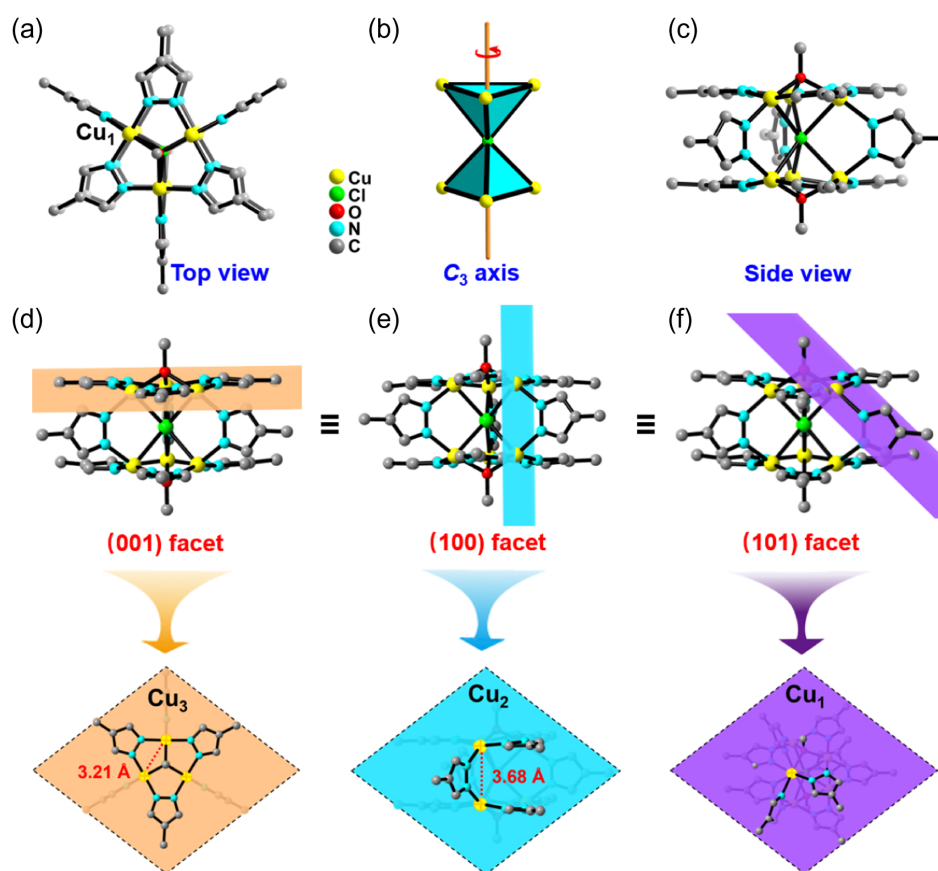 (a)
Cu₁
Top view
(b)
C₃ axis
Cu
Cl
O
N
C
(c)
Side view
(d)
(001) facet
≡
(e)
(100) facet
≡
(f)
(101) facet
Cu₃
3.21 Å
Cu₂
3.68 Å
Cu₁